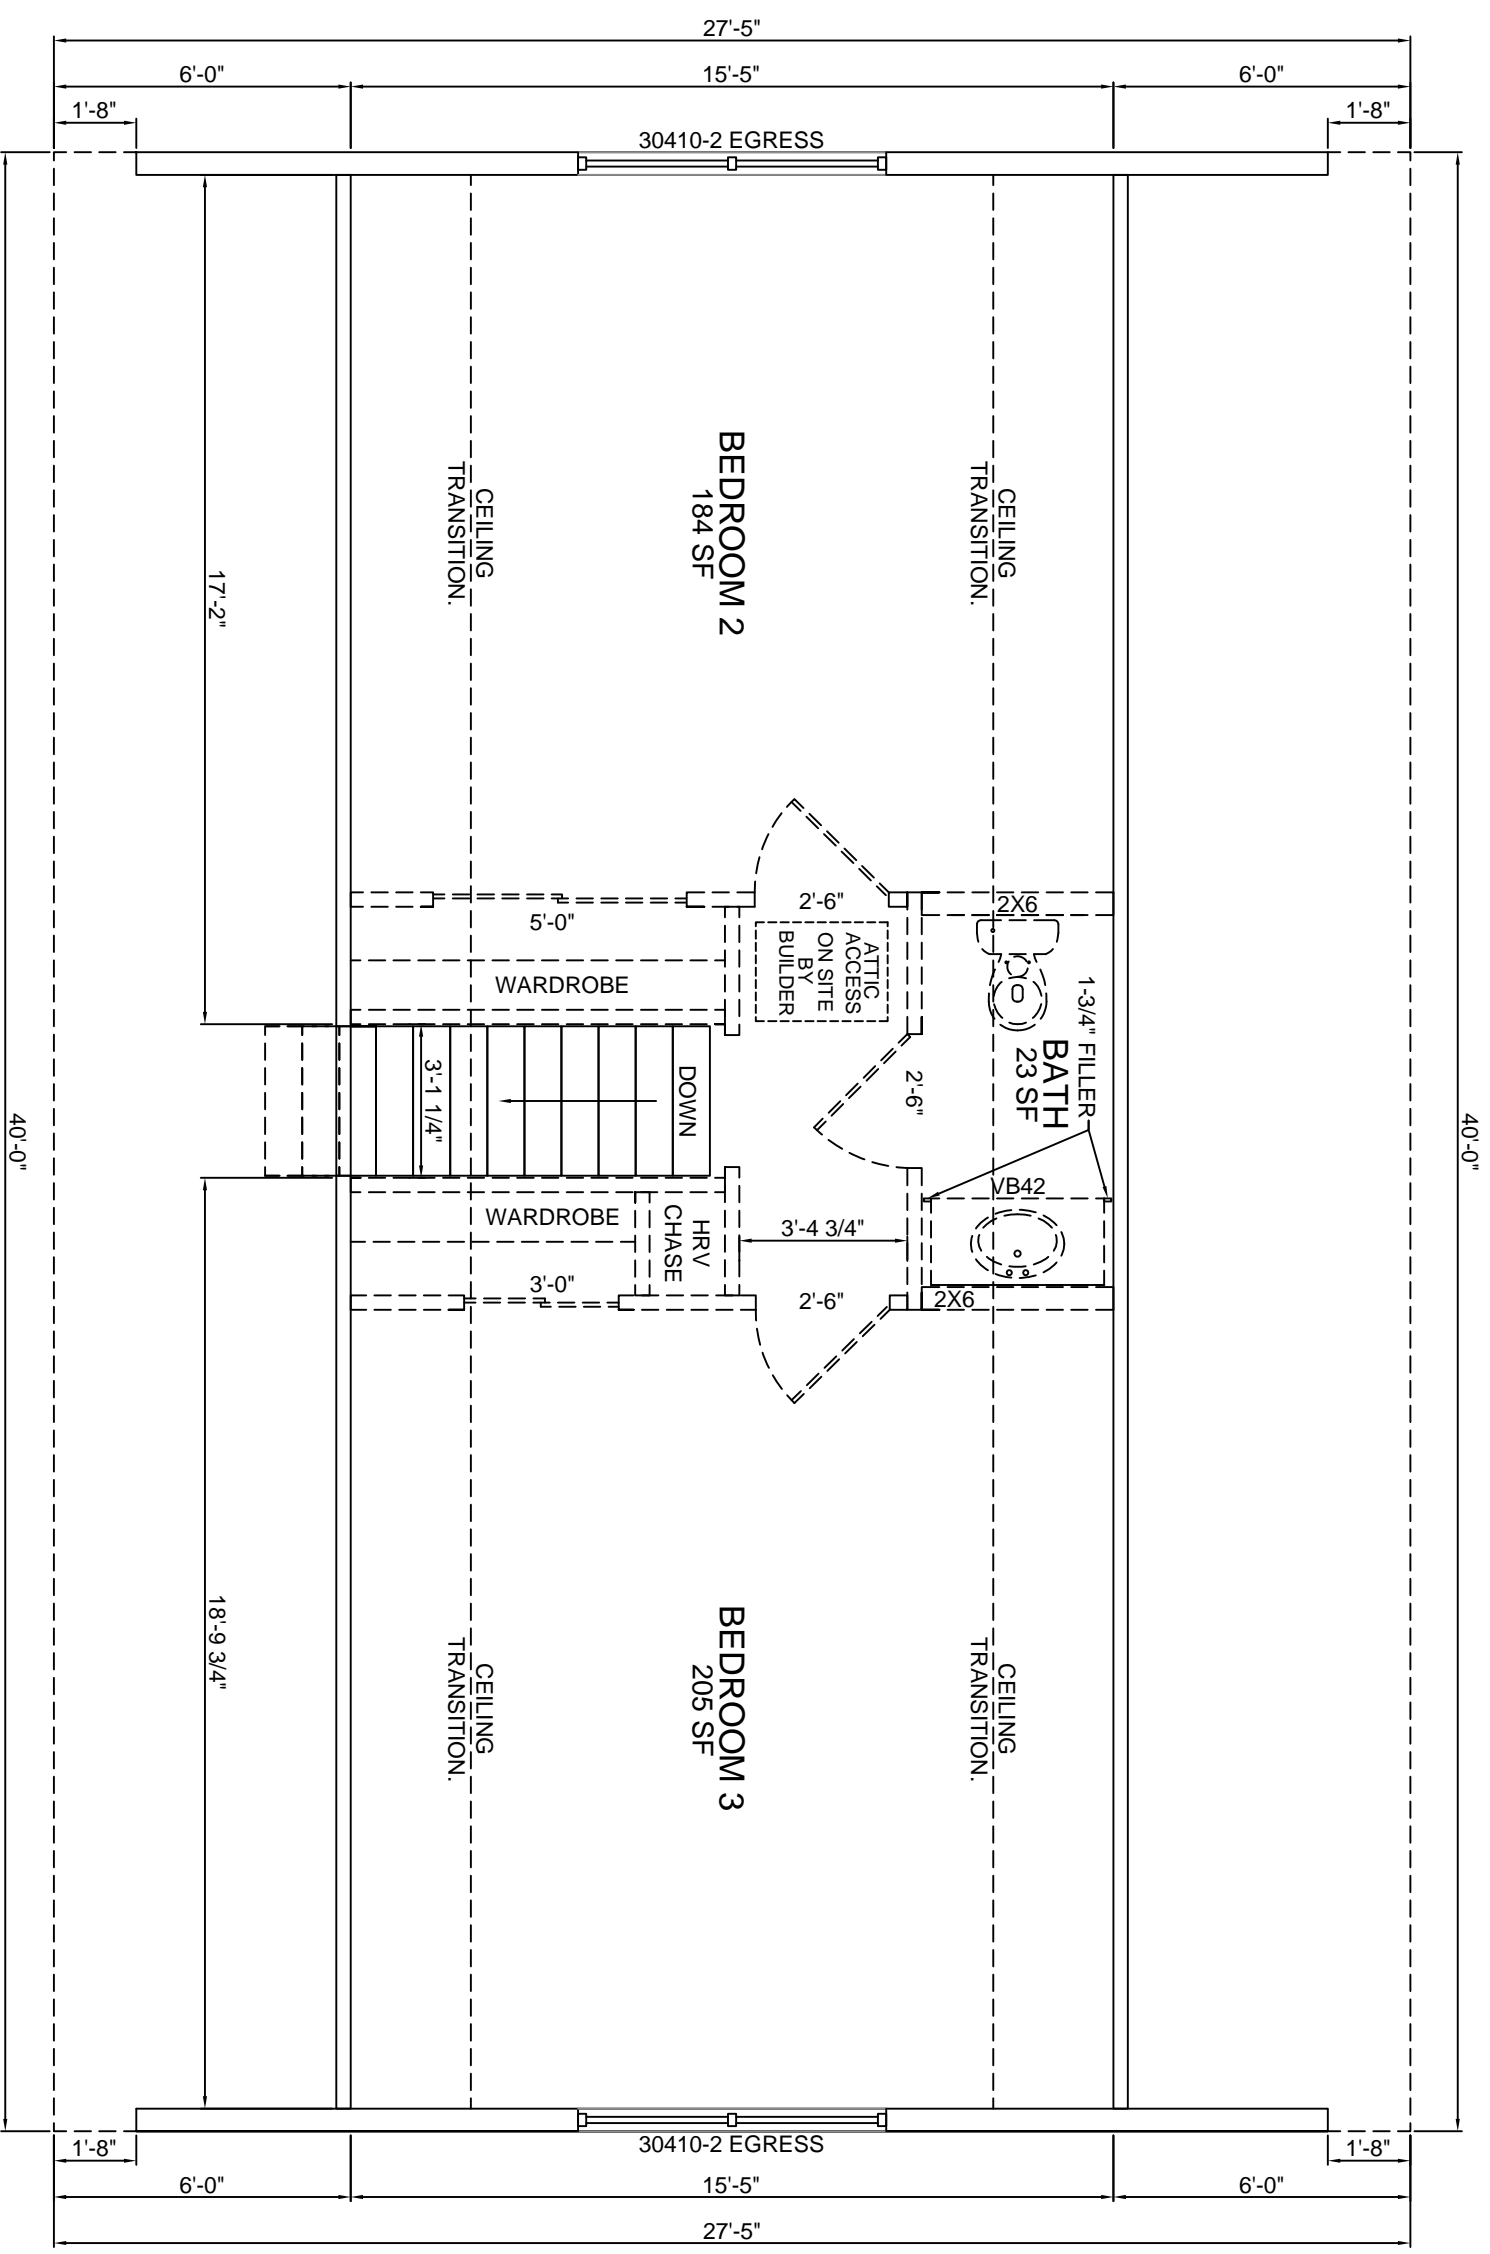 27'-5"
6'-0"
15'-5"
6'-0"
1'-8"
1'-8"
30410-2 EGRESS
CEILING
TRANSITION.
BEDROOM 2
184 SF
CEILING
TRANSITION.
17'-2"
2X6
2'-6"
5'-0"
ATTIC
ACCESS
ON SITE
BY
BUILDER
WARDROBE
1-3/4" FILLER
BATH
23 SF
2'-6"
DOWN
3'-1 1/4"
40'-0"
40'-0"
VB42
WARDROBE
HRV
CHASE
3'-4 3/4"
3'-0"
2'-6"
2X6
18'-9 3/4"
CEILING
TRANSITION.
BEDROOM 3
205 SF
CEILING
TRANSITION.
30410-2 EGRESS
1'-8"
1'-8"
6'-0"
15'-5"
6'-0"
27'-5"